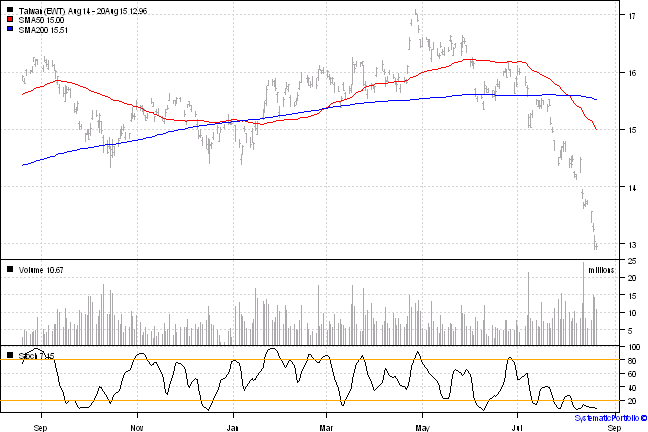 Taiwan (EWT) Aug 14 - 20 Aug 15 12.96
SMA50 15.00
SMA200 15.51
17
16
15
14
13
Volume 10.67
millions
25
20
15
10
5
Stoch 7.45
100
80
60
40
20
Sep Nov Jan Mar May Jul Sep
SystematicPortfolio ©